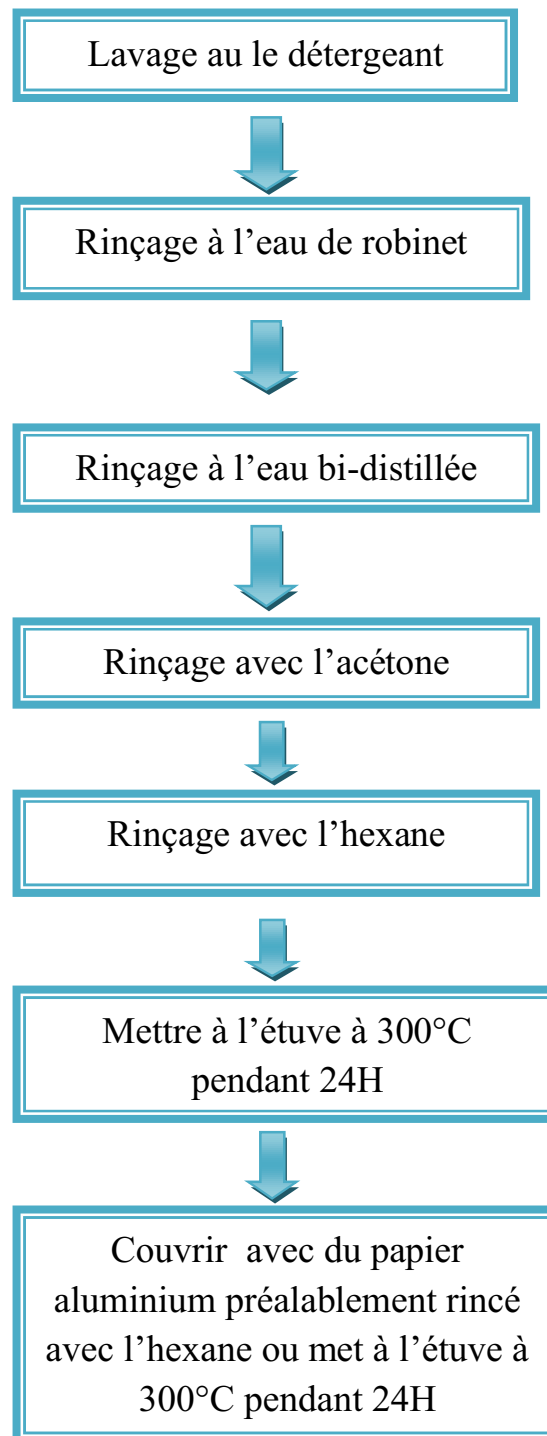 Lavage au le détergeant
Rinçage à l’eau de robinet
Rinçage à l’eau bi-distillée
Rinçage avec l’acétone
Rinçage avec l’hexane
Mettre à l’étuve à 300°C
pendant 24H
Couvrir avec du papier
aluminium préalablement rincé
avec l’hexane ou met à l’étuve à
300°C pendant 24H